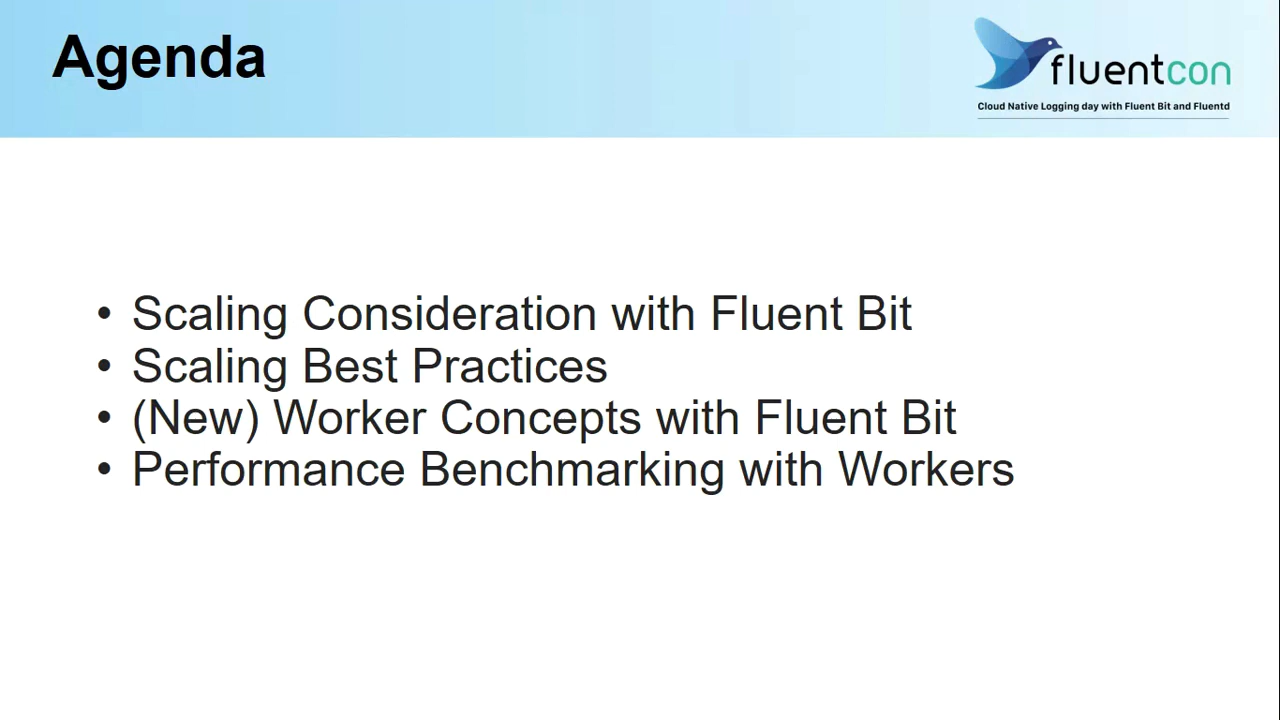 Agenda
fluentcon
Cloud Native Logging day with Fluent Bit and Fluentd
• Scaling Consideration with Fluent Bit
• Scaling Best Practices
• (New) Worker Concepts with Fluent Bit
• Performance Benchmarking with Workers